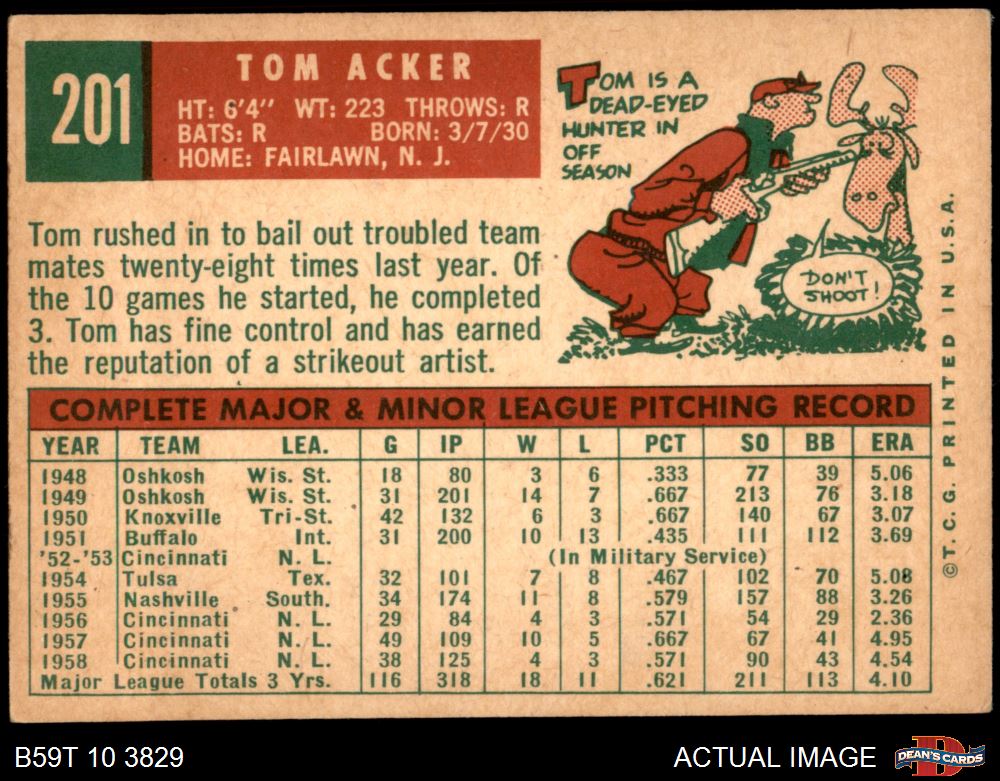 201
TOM ACKER
HT: 6'4" WT: 223 THROWS: R
BATS: R BORN: 3/7/30
HOME: FAIRLAWN, N. J.
TOM IS A
DEAD-EYED
HUNTER IN
OFF
SEASON
DON'T
SHOOT!
Tom rushed in to bail out troubled team
mates twenty-eight times last year. Of
the 10 games he started, he completed
3. Tom has fine control and has earned
the reputation of a strikeout artist.
COMPLETE MAJOR & MINOR LEAGUE PITCHING RECORD
YEAR TEAM LEA. G IP W L PCT SO BB ERA
1948 Oshkosh Wis. St. 18 80 3 6 .333 77 39 5.06
1949 Oshkosh Wis. St. 31 201 14 7 .667 213 76 3.18
1950 Knoxville Tri-St. 42 132 6 3 .667 140 67 3.07
1951 Buffalo Int. 31 200 10 13 .435 111 112 3.69
'52-'53 Cincinnati N. L. (In Military Service)
1954 Tulsa Tex. 32 101 7 8 .467 102 70 5.08
1955 Nashville South. 34 174 11 8 .579 157 88 3.26
1956 Cincinnati N. L. 29 84 4 3 .571 54 29 2.36
1957 Cincinnati N. L. 49 109 10 5 .667 67 41 4.95
1958 Cincinnati N. L. 38 125 4 3 .571 90 43 4.54
Major League Totals 3 Yrs. 116 318 18 11 .621 211 113 4.10
©T. C. G. PRINTED IN U.S.A.
B59T 10 3829
ACTUAL IMAGE
D
DEAN'S CARDS